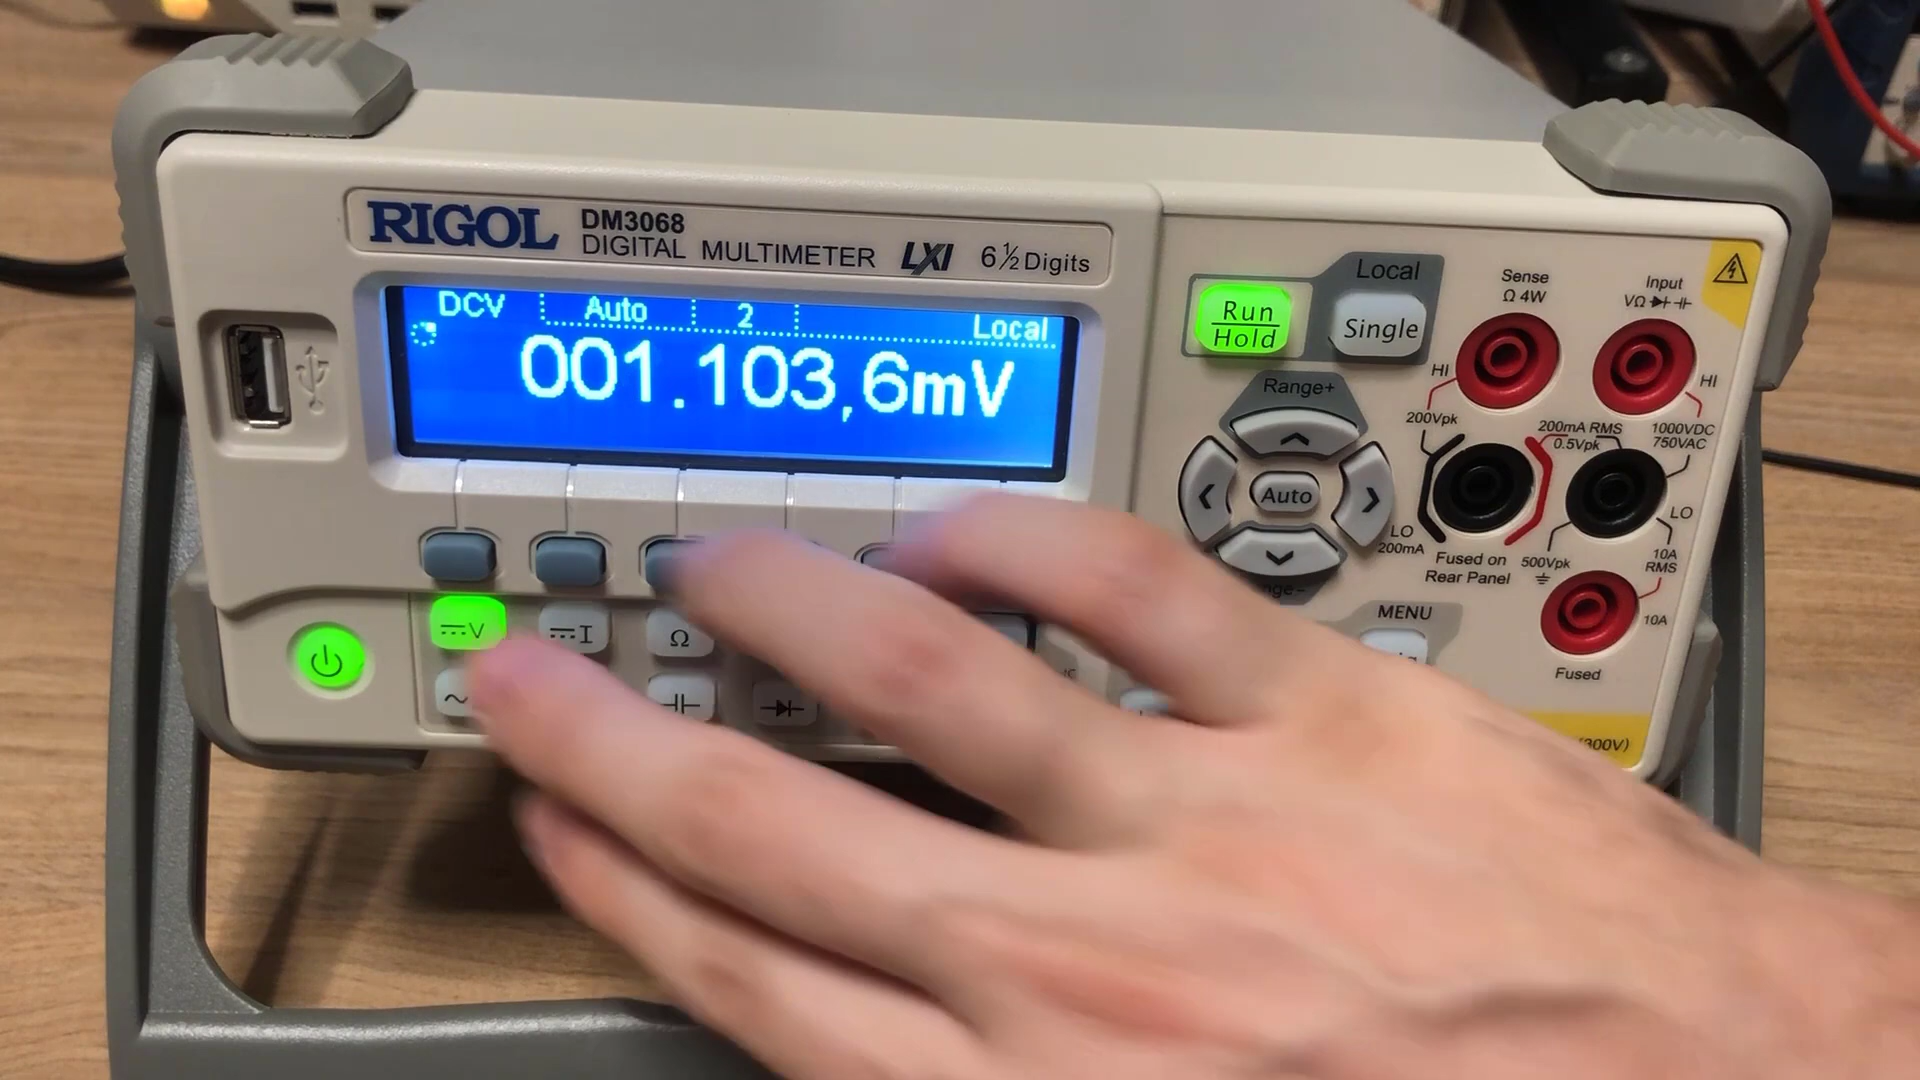 RIGOL
DM3068
DIGITAL MULTIMETER
LXI
6½ Digits
DCV
Auto
2
Local
001.103,6mV
Run
Hold
Local
Single
Range+
Auto
MENU
V
I
Ω
Sense
Ω 4W
Input
VΩ
HI
HI
200Vpk
200mA RMS
0.5Vpk
1000VDC
750VAC
LO
200mA
LO
Fused on
Rear Panel
500Vpk
10A
RMS
10A
Fused
(300V)